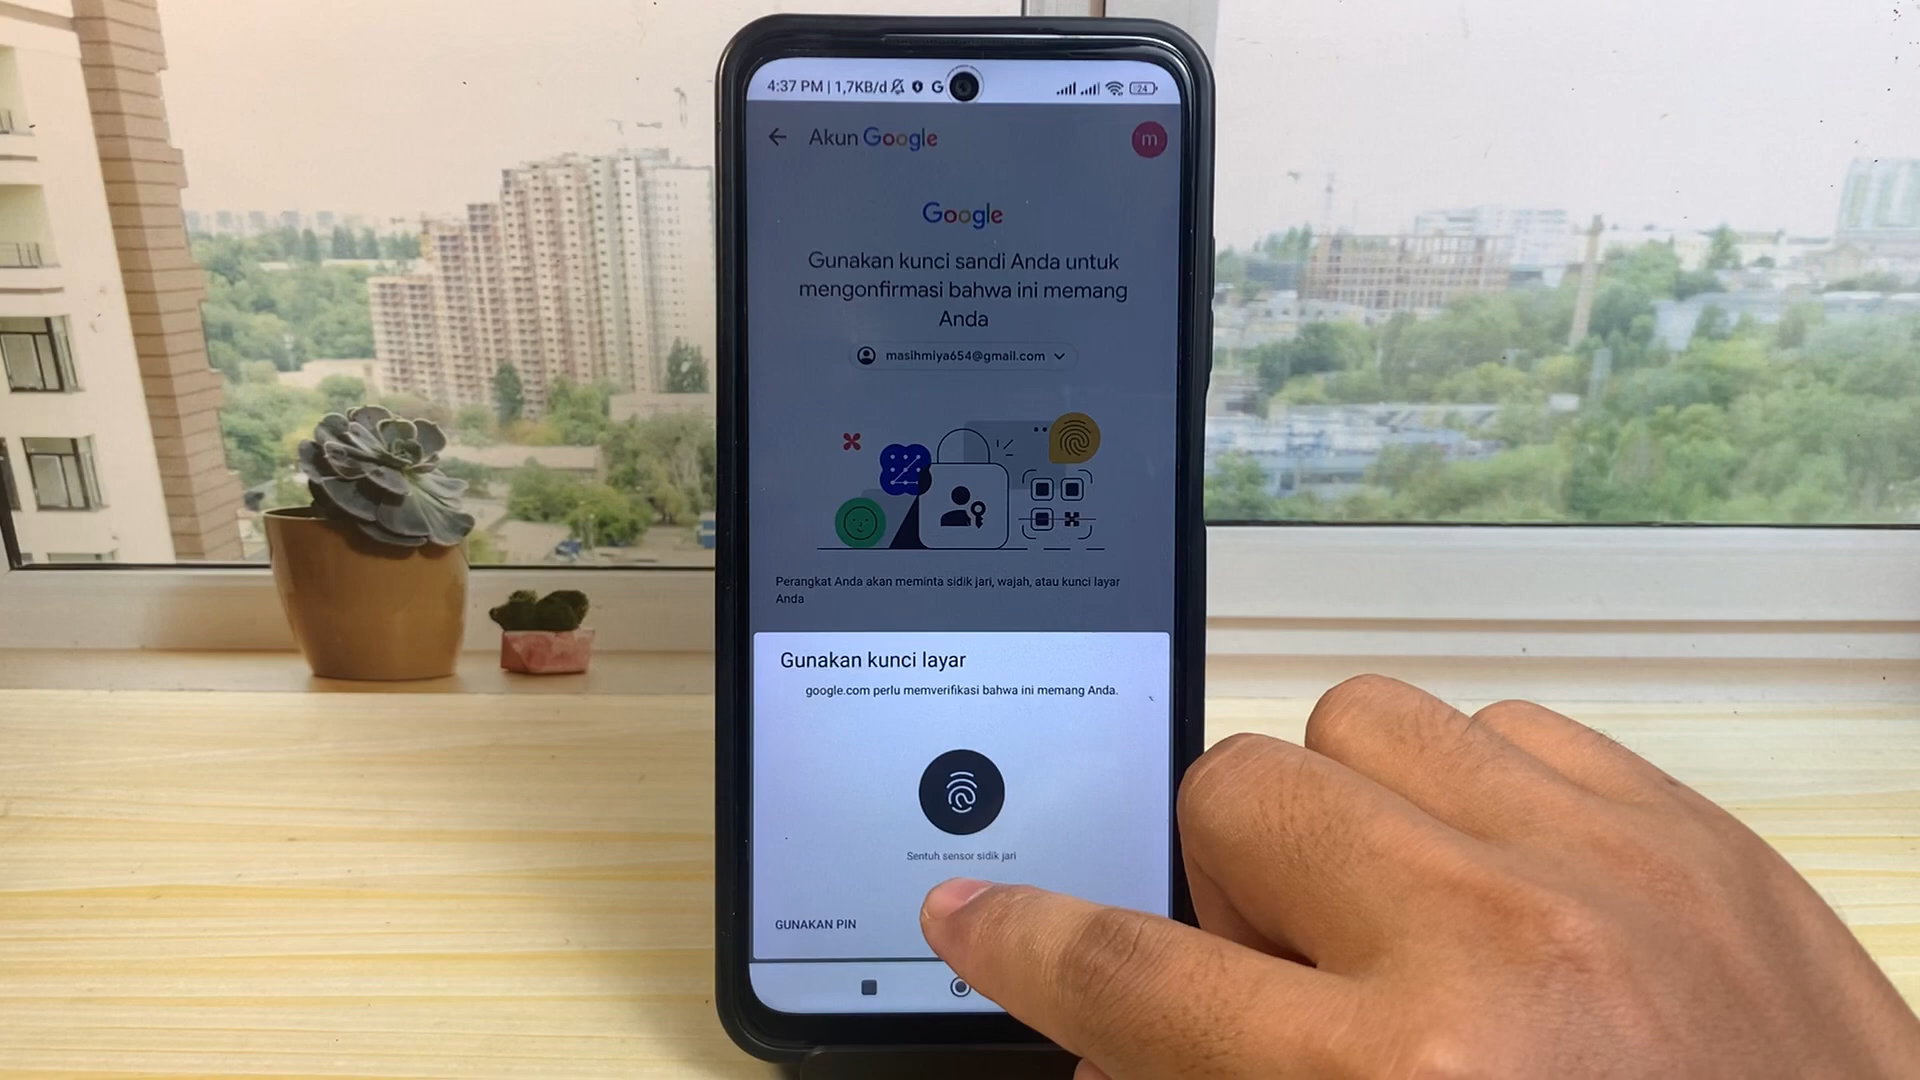 4:37 PM | 1,7KB/d G 24
Akun Google m
Google
Gunakan kunci sandi Anda untuk
mengonfirmasi bahwa ini memang
Anda
masihmiya654@gmail.com
Perangkat Anda akan meminta sidik jari, wajah, atau kunci layar
Anda
Gunakan kunci layar
google.com perlu memverifikasi bahwa ini memang Anda.
Sentuh sensor sidik jari
GUNAKAN PIN